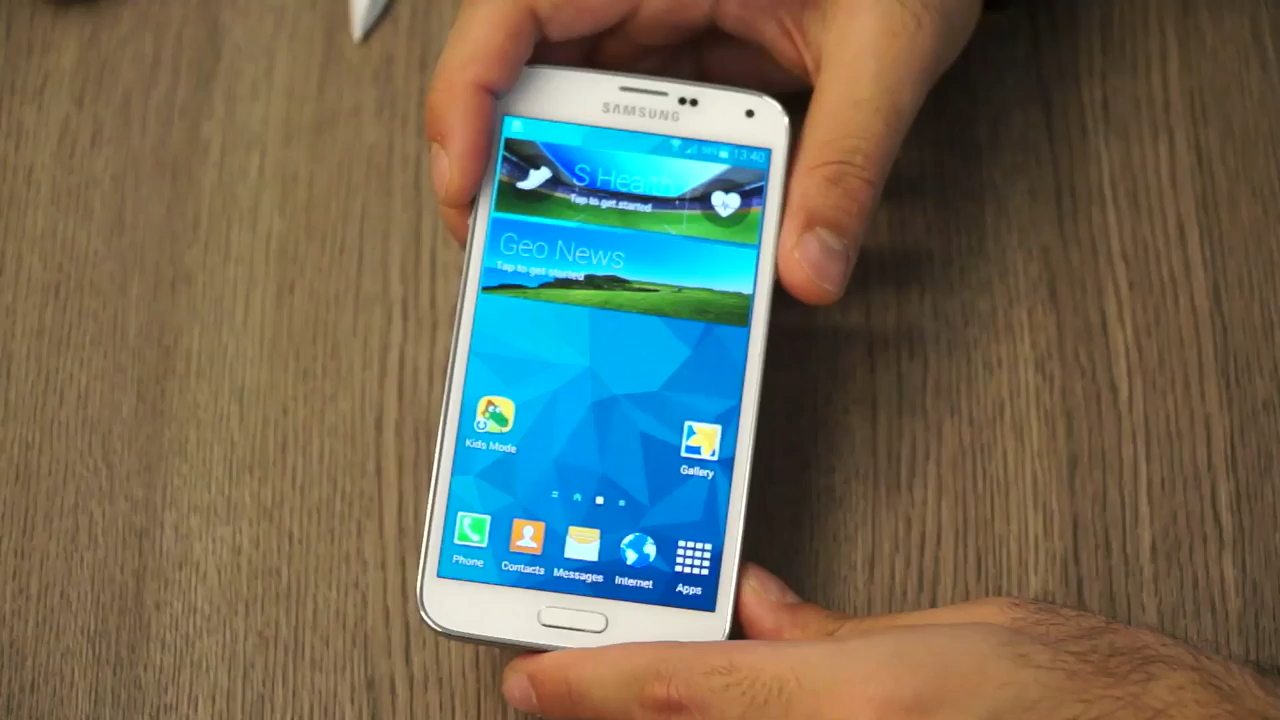 SAMSUNG
13:40
S Health
Tap to get started
Geo News
Tap to get started
Kids Mode
Gallery
Phone
Contacts
Messages
Internet
Apps